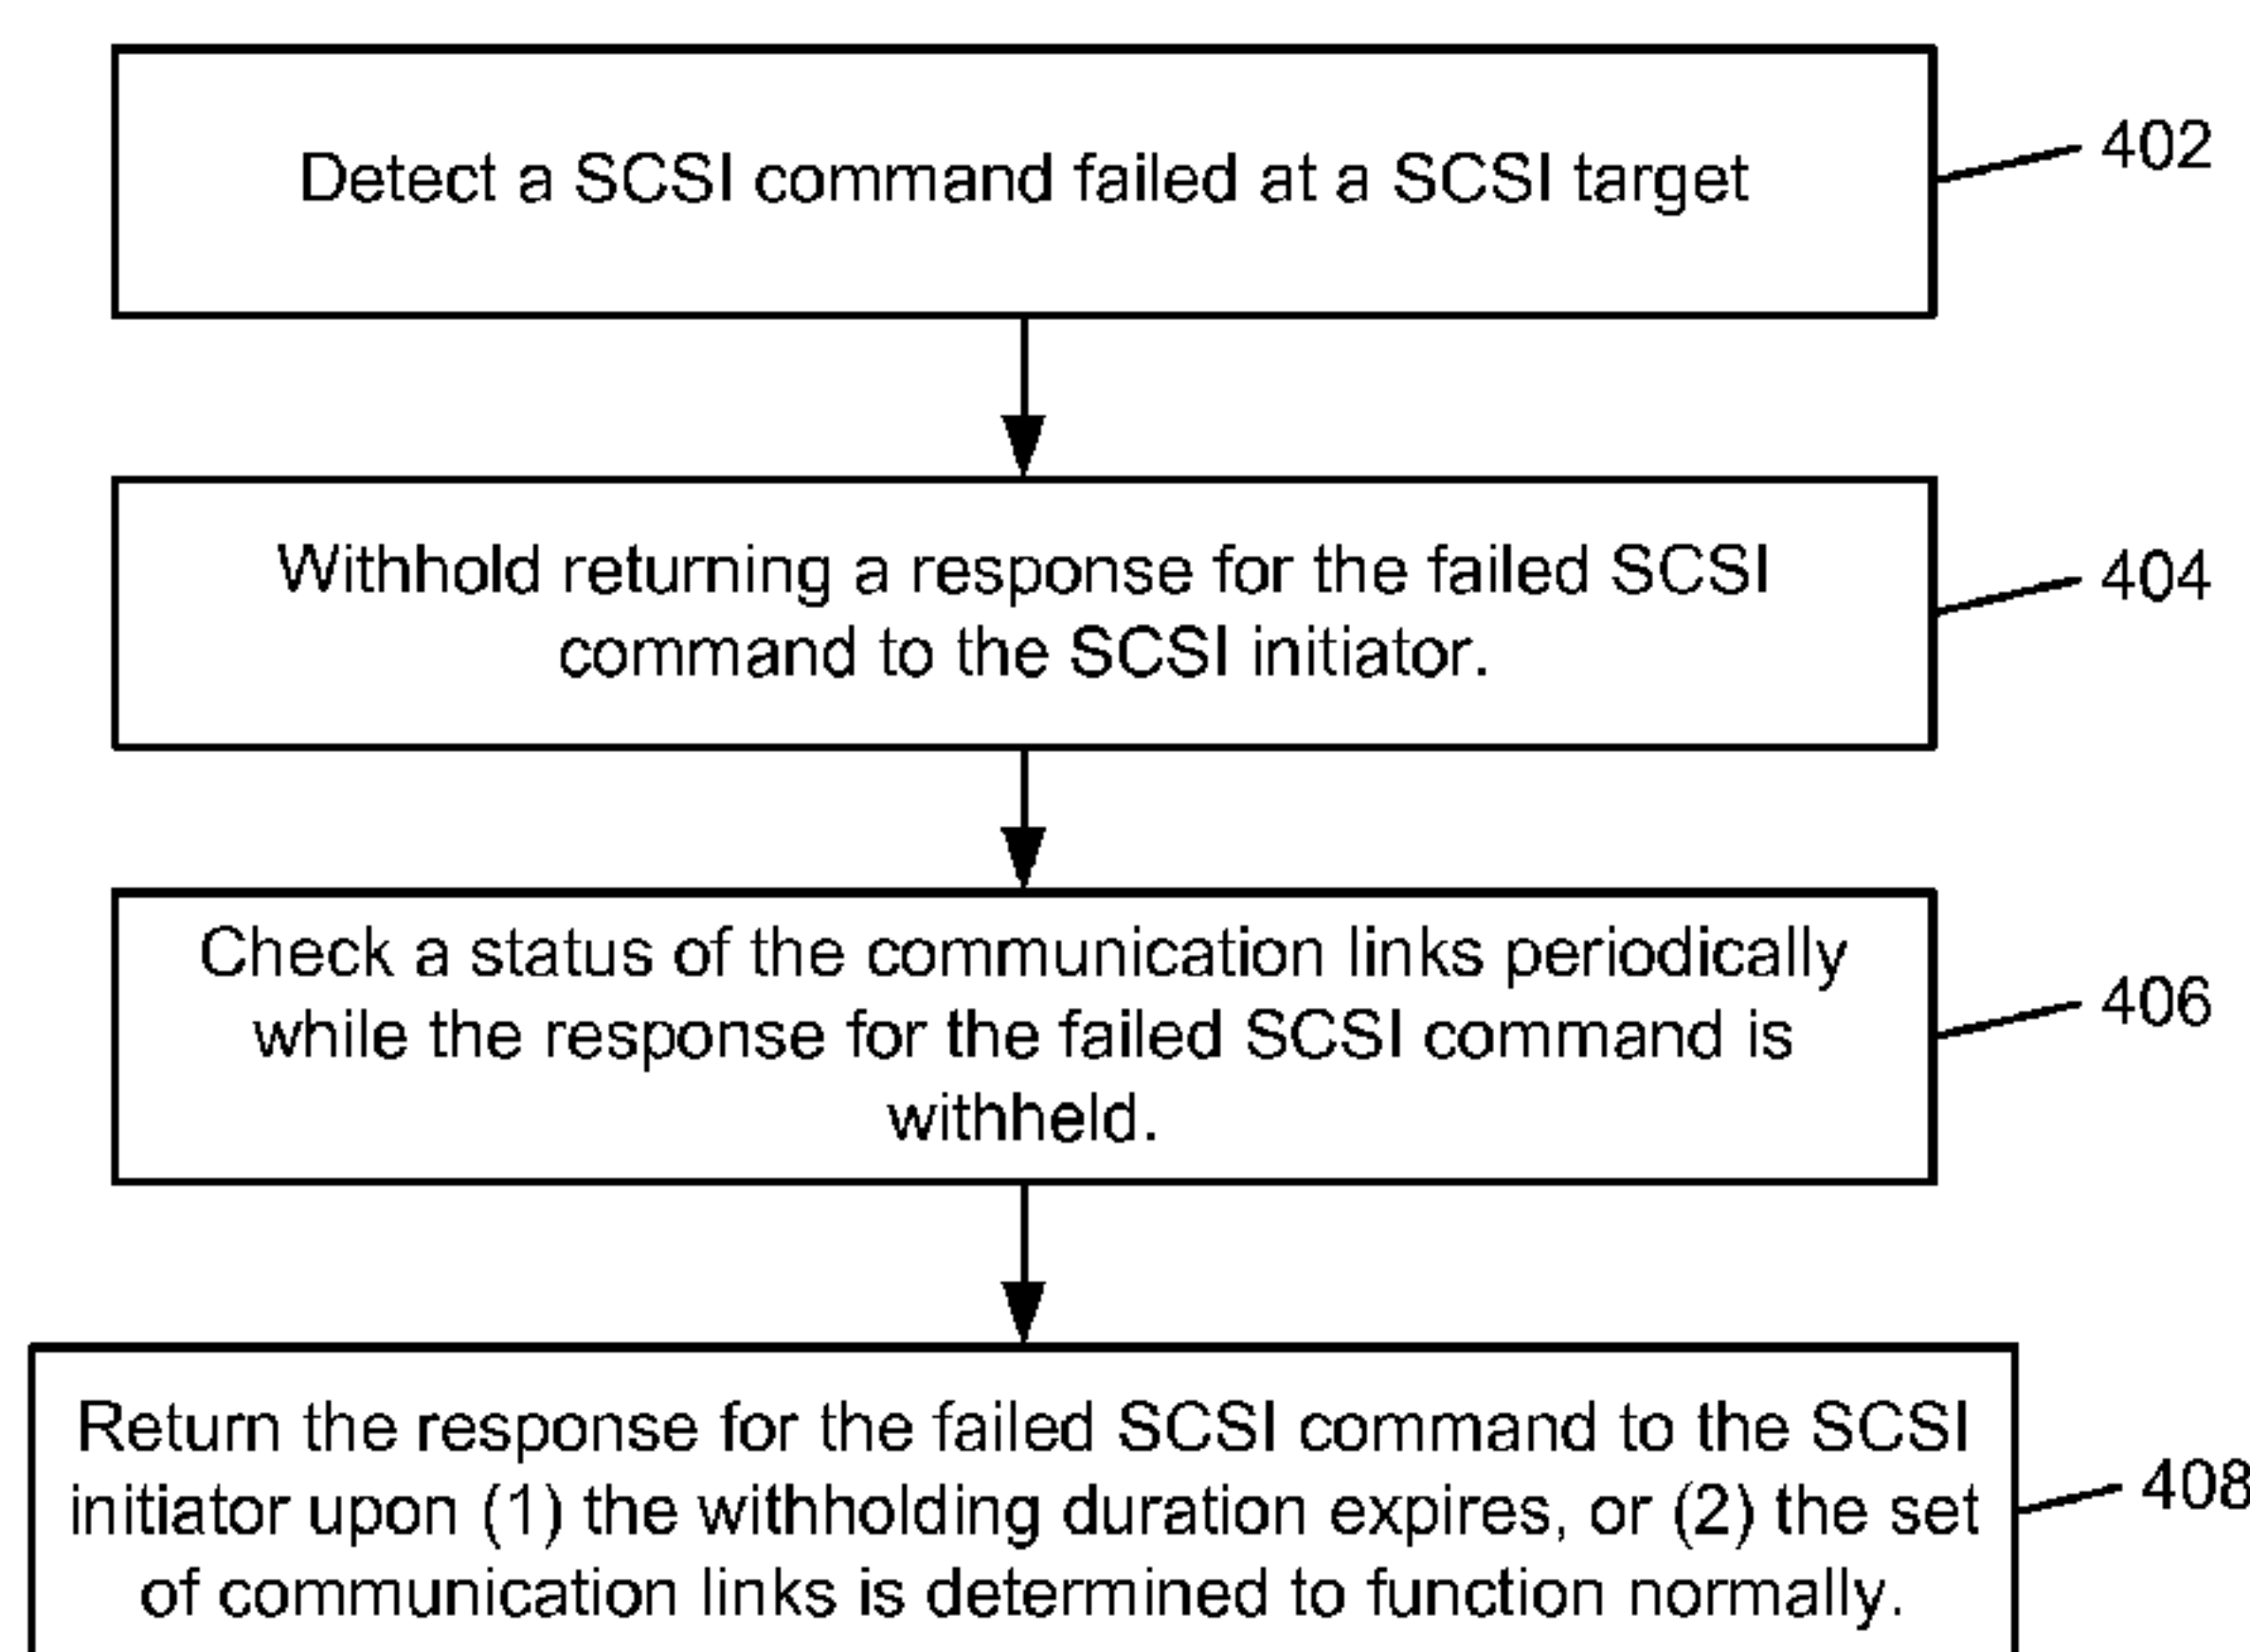 Detect a SCSI command failed at a SCSI target
402
Withhold returning a response for the failed SCSI
command to the SCSI initiator.
404
Check a status of the communication links periodically
while the response for the failed SCSI command is
withheld.
406
Return the response for the failed SCSI command to the SCSI
initiator upon (1) the withholding duration expires, or (2) the set
of communication links is determined to function normally.
408